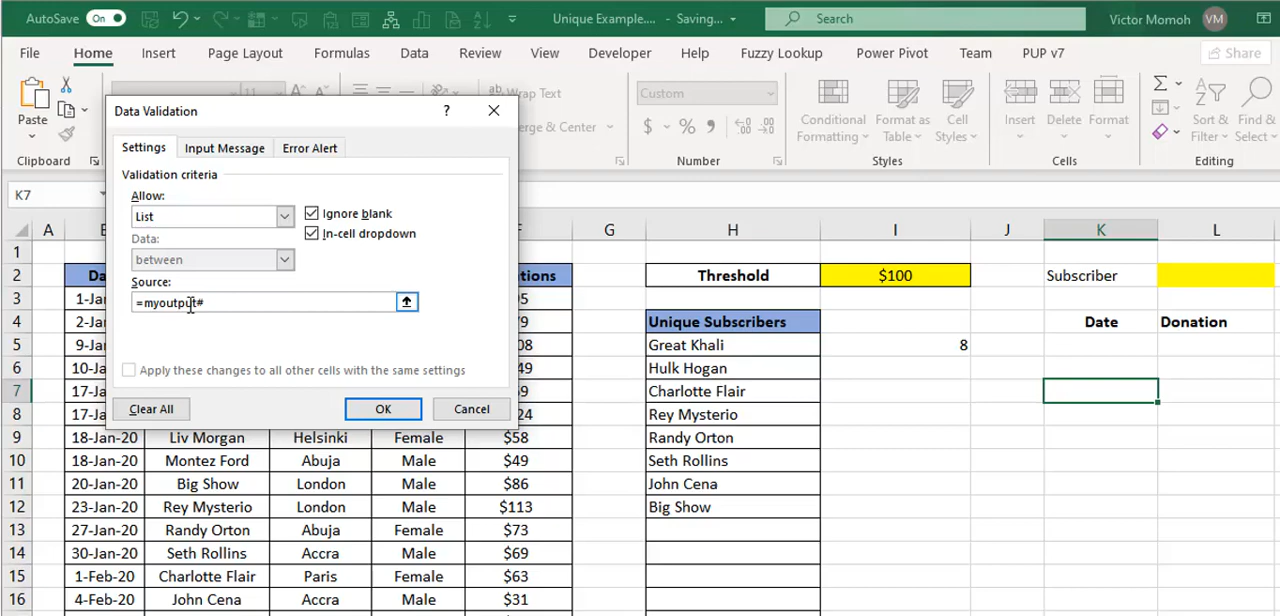 AutoSave On Unique Example.... - Saving... Search Victor Momoh VM
File Home Insert Page Layout Formulas Data Review View Developer Help Fuzzy Lookup Power Pivot Team PUP v7 Share
Paste Wrap Text Custom Conditional Formatting Format as Table Cell Styles Insert Delete Format Sort & Filter Find & Select
erge & Center $ % 9
Clipboard Number Styles Cells Editing
K7
Data Validation ? X
Settings Input Message Error Alert
Validation criteria
Allow:
List Ignore blank
In-cell dropdown
Data:
between
Source:
=myoutput#
Apply these changes to all other cells with the same settings
Clear All OK Cancel
A E F G H I J K L
1
2 Da tions Threshold $100 Subscriber
3 1-Jan 95
4 2-Jan 79 Unique Subscribers Date Donation
5 9-Jan 08 Great Khali 8
6 10-Jan 49 Hulk Hogan
7 17-Jan 59 Charlotte Flair
8 17-Jan 24 Rey Mysterio
9 18-Jan-20 Liv Morgan Helsinki Female $58 Randy Orton
10 18-Jan-20 Montez Ford Abuja Male $49 Seth Rollins
11 20-Jan-20 Big Show London Male $86 John Cena
12 23-Jan-20 Rey Mysterio London Male $113 Big Show
13 27-Jan-20 Randy Orton Abuja Female $73
14 30-Jan-20 Seth Rollins Accra Male $69
15 1-Feb-20 Charlotte Flair Paris Female $63
16 4-Feb-20 John Cena Accra Male $31